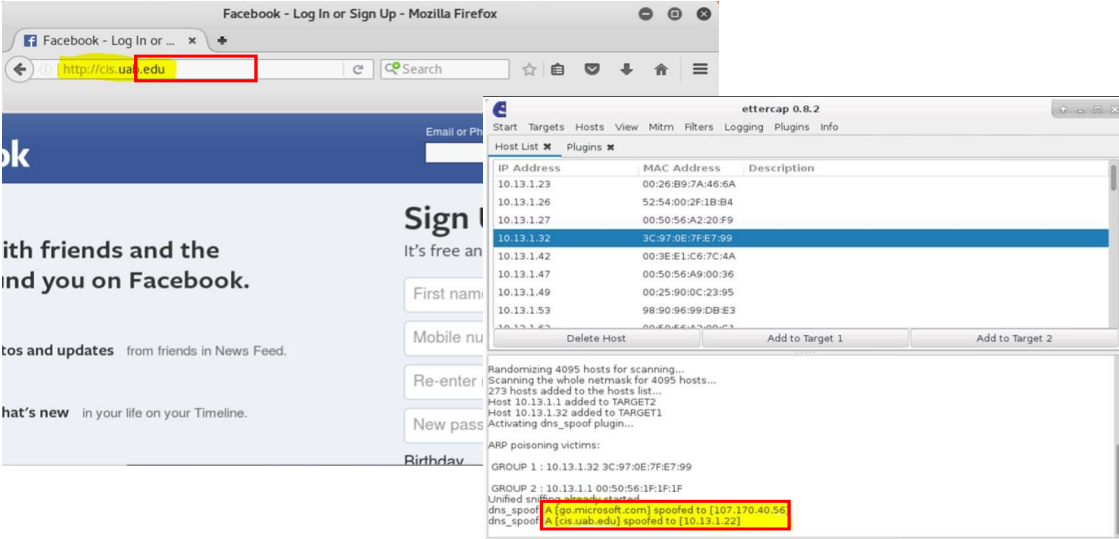 Facebook - Log In or Sign Up - Mozilla Firefox
Facebook - Log In or ...
http://cis.uab.edu
Search
Email or Ph
ok
Sign
It's free an
ith friends and the
nd you on Facebook.
First name
Mobile nu
tos and updates from friends in News Feed.
Re-enter
hat's new in your life on your Timeline.
New pass
Birthday
ettercap 0.8.2
Start Targets Hosts View Mitm Filters Logging Plugins Info
Host List Plugins
IP Address MAC Address Description
10.13.1.23 00:26:B9:7A:46:6A
10.13.1.26 52:54:00:2F:1B:B4
10.13.1.27 00:50:56:A2:20:F9
10.13.1.32 3C:97:0E:7F:E7:99
10.13.1.42 00:3E:E1:C6:7C:4A
10.13.1.47 00:50:56:A9:00:36
10.13.1.49 00:25:90:0C:23:95
10.13.1.53 98:90:96:99:DB:E3
Delete Host Add to Target 1 Add to Target 2
Randomizing 4095 hosts for scanning...
Scanning the whole netmask for 4095 hosts...
273 hosts added to the hosts list...
Host 10.13.1.1 added to TARGET2
Host 10.13.1.32 added to TARGET1
Activating dns_spoof plugin...
ARP poisoning victims:
GROUP 1 : 10.13.1.32 3C:97:0E:7F:E7:99
GROUP 2 : 10.13.1.1 00:50:56:1F:1F:1F
Unified sniffing already started...
dns_spoof: A [go.microsoft.com] spoofed to [107.170.40.56]
dns_spoof: A [cis.uab.edu] spoofed to [10.13.1.22]